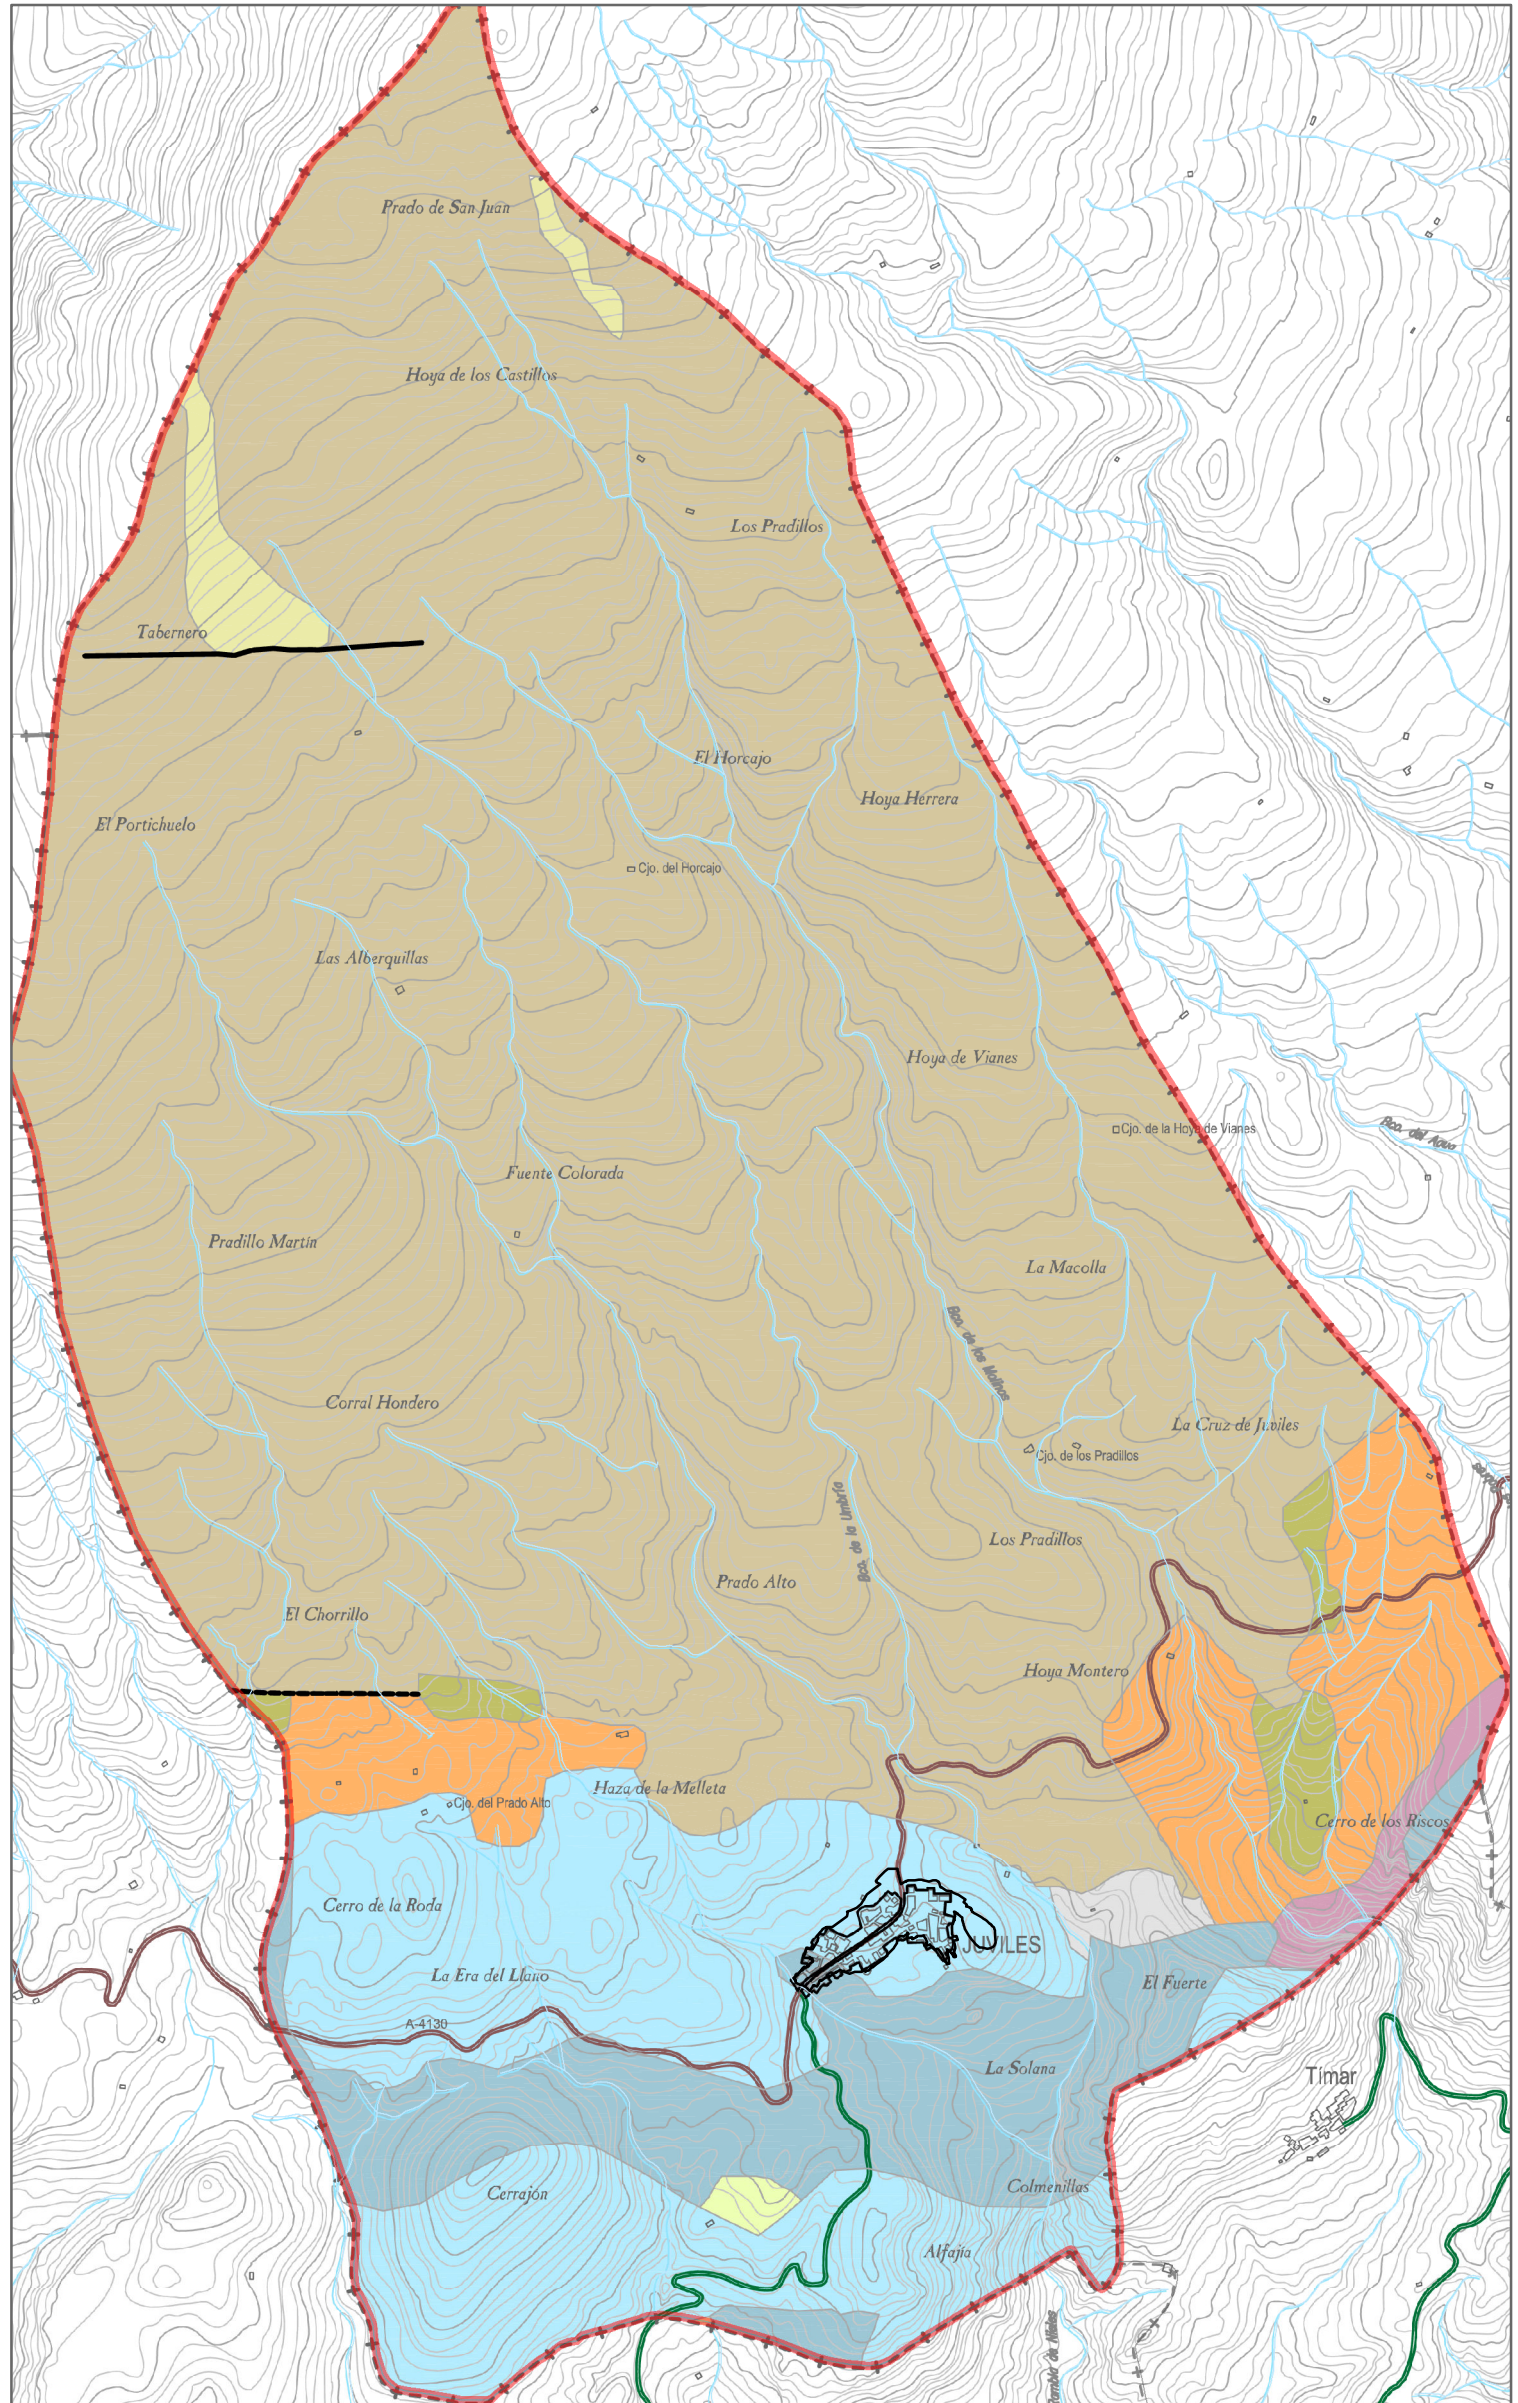 Prado de San Juan
Hoya de los Castillos
Los Pradillos
Tabernero
El Horcajo
Hoya Herrera
El Portichuelo
Cjo. del Horcajo
Las Alberquillas
Hoya de Vianes
Cjo. de la Hoya de Vianes
Bco. del Agua
Fuente Colorada
Pradillo Martín
La Macolla
Bco. de los Molinos
Corral Hondero
La Cruz de Juviles
Cjo. de los Pradillos
Bco. de la Umbría
Los Pradillos
Prado Alto
El Chorrillo
Hoya Montero
Haza de la Melleta
Cjo. del Prado Alto
Cerro de los Riscos
Cerro de la Roda
JUVILES
La Era del Llano
El Fuerte
A-4130
La Solana
Tímar
Colmenillas
Cerrajón
Alfajía
Rambla de Nieles